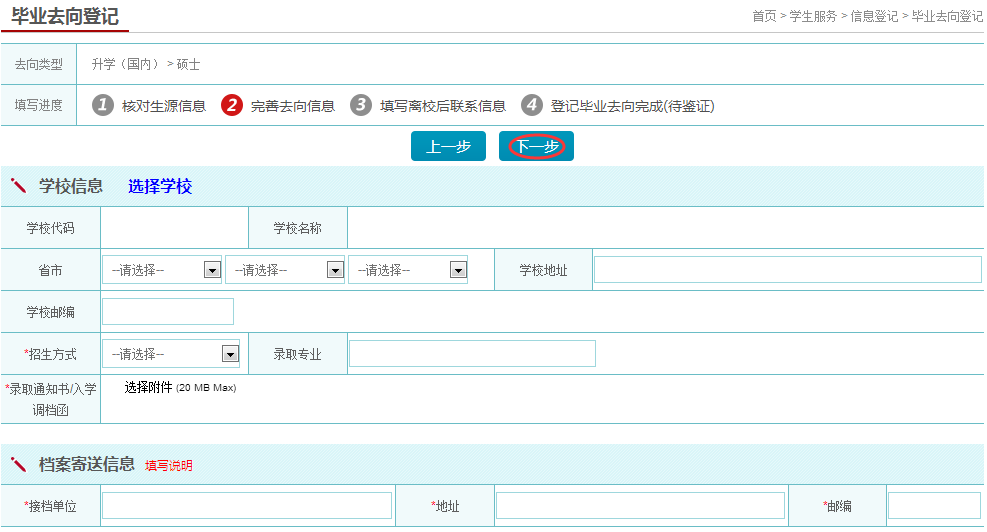 毕业去向登记
首页 > 学生服务 > 信息登记 > 毕业去向登记
去向类型 升学（国内） > 硕士
填写进度 1 核对生源信息 2 完善去向信息 3 填写离校后联系信息 4 登记毕业去向完成(待鉴证)
上一步 下一步
学校信息 选择学校
学校代码 学校名称
省市 --请选择-- --请选择-- --请选择-- 学校地址
学校邮编
*招生方式 --请选择-- 录取专业
*录取通知书/入学
调档函 选择附件 (20 MB Max)
档案寄送信息 填写说明
*接档单位 *地址 *邮编